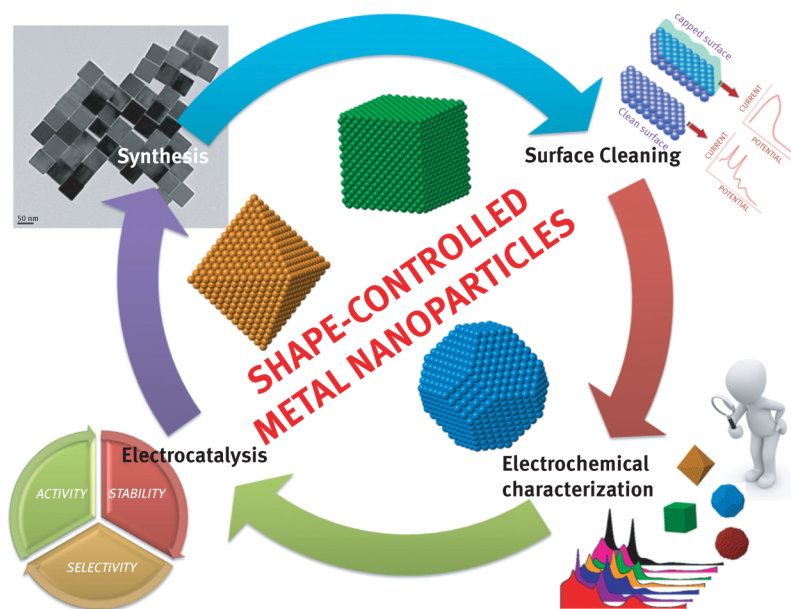 Synthesis
50 nm
capped surface
Clean surface
CURRENT
POTENTIAL
CURRENT
POTENTIAL
Surface Cleaning
SHAPE-CONTROLLED
METAL NANOPARTICLES
Electrochemical
characterization
Electrocatalysis
ACTIVITY
STABILITY
SELECTIVITY